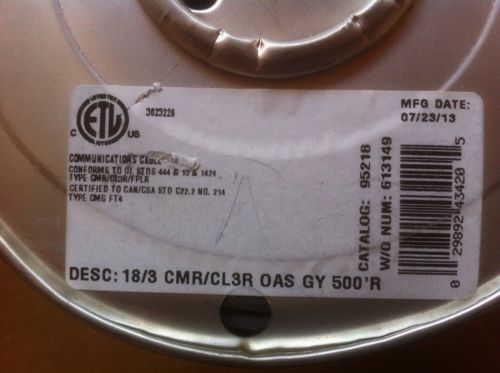 C ETL US
3023226
MFG DATE:
07/23/13
COMMUNICATIONS CABLE
CONFORMS TO UL STDS 444 & 13 & 1424
TYPE CMR/CL3R/FPLR
CERTIFIED TO CAN/CSA STD C22.2 NO. 214
TYPE CMG FT4
CATALOG: 95218
W/O NUM: 613149
0 29892 43420 5
DESC: 18/3 CMR/CL3R OAS GY 500'R